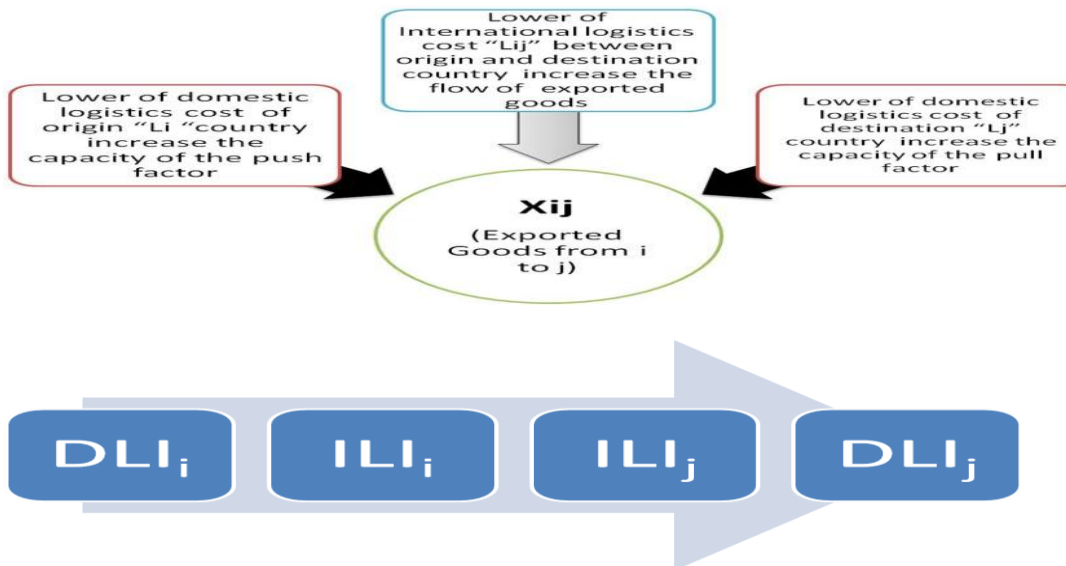 Lower of
International logistics
cost “Lij” between
origin and destination
country increase the
flow of exported
goods
Lower of domestic
logistics cost of
origin “Li “country
increase the
capacity of the push
factor
Lower of domestic
logistics cost of
destination “Lj”
country increase the
capacity of the pull
factor
Xij
(Exported
Goods from i
to j)
DLIi
ILIi
ILIj
DLIj